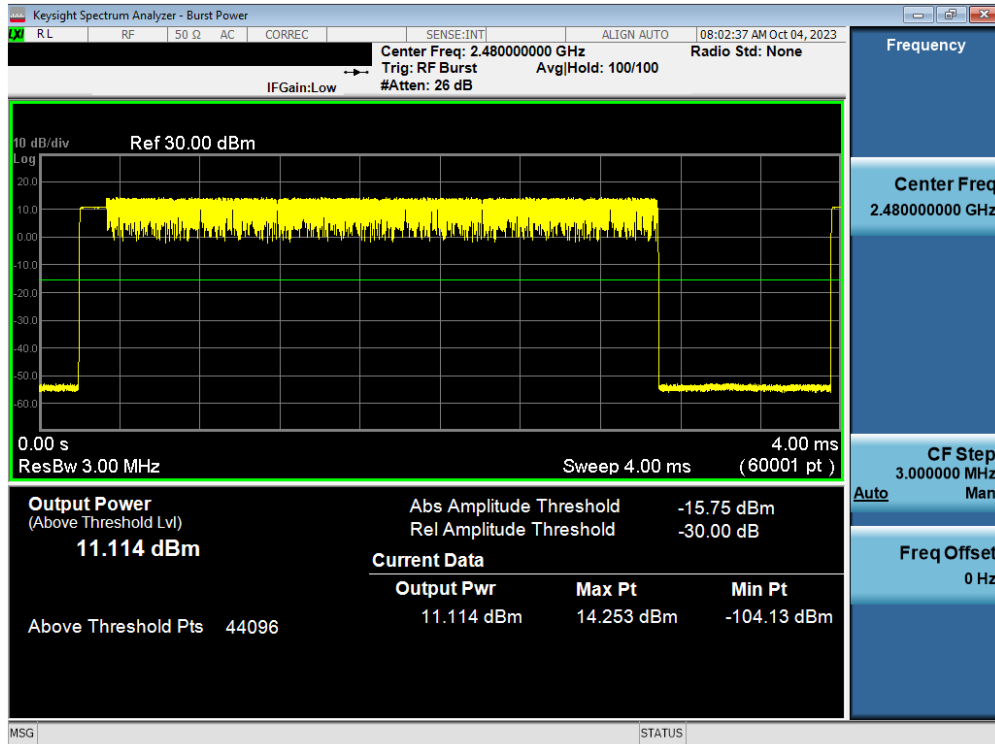 Keysight Spectrum Analyzer - Burst Power
LXI RL RF 50 Ω AC CORREC SENSE:INT ALIGN AUTO 08:02:37 AM Oct 04, 2023
Center Freq: 2.480000000 GHz Radio Std: None
Trig: RF Burst Avg|Hold: 100/100
IFGain:Low #Atten: 26 dB
10 dB/div Ref 30.00 dBm
Log
20.0
10.0
0.00
-10.0
-20.0
-30.0
-40.0
-50.0
-60.0
0.00 s 4.00 ms
ResBw 3.00 MHz Sweep 4.00 ms (60001 pt)
Output Power
(Above Threshold Lvl)
11.114 dBm
Above Threshold Pts 44096
Abs Amplitude Threshold -15.75 dBm
Rel Amplitude Threshold -30.00 dB
Current Data
Output Pwr Max Pt Min Pt
11.114 dBm 14.253 dBm -104.13 dBm
Frequency
Center Freq
2.480000000 GHz
CF Step
3.000000 MHz
Auto Man
Freq Offset
0 Hz
MSG STATUS